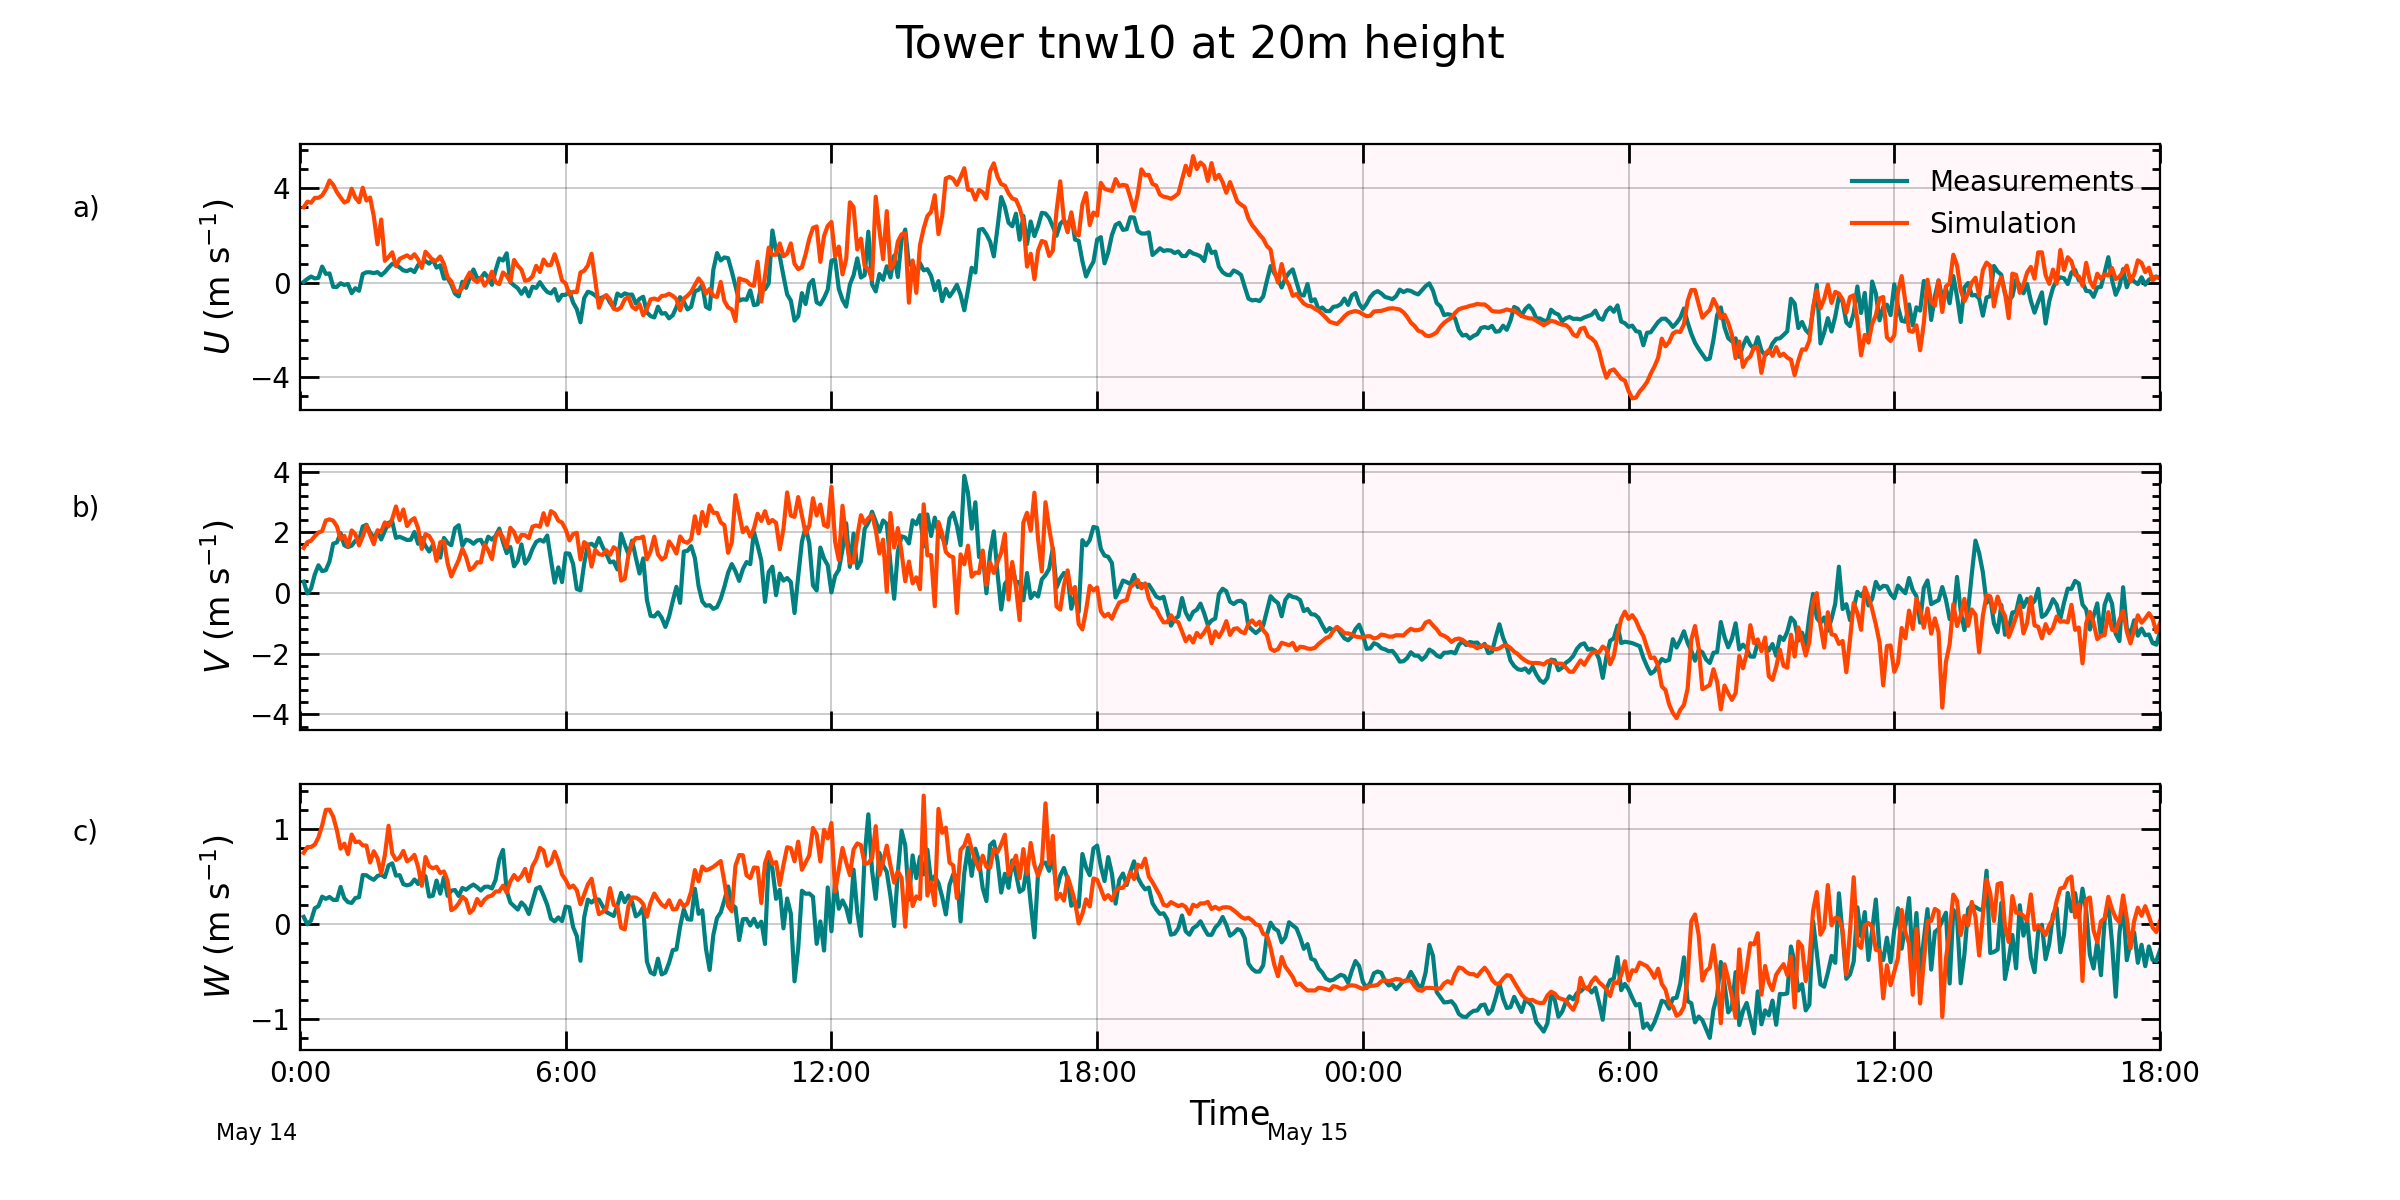 Tower tnw10 at 20m height
a)
U (m s⁻¹)
4
0
−4
Measurements
Simulation
b)
V (m s⁻¹)
4
2
0
−2
−4
c)
W (m s⁻¹)
1
0
−1
0:00 6:00 12:00 18:00 00:00 6:00 12:00 18:00
Time
May 14 May 15